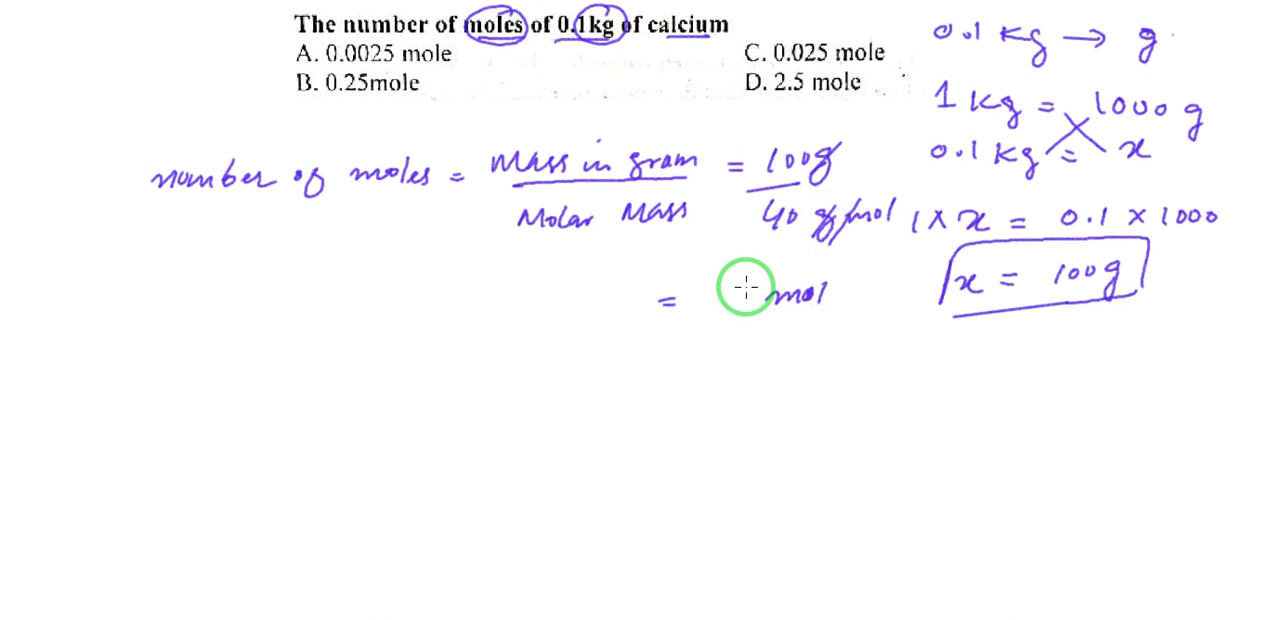 The number of moles of 0.1kg of calcium
A. 0.0025 mole
C. 0.025 mole
B. 0.25mole
D. 2.5 mole
0.1 kg → g
1 kg = 1000 g
0.1 kg = x
1 × x = 0.1 × 1000
x = 100g
number of moles = Mass in gram / Molar Mass = 100g / 40 g/mol
= mol